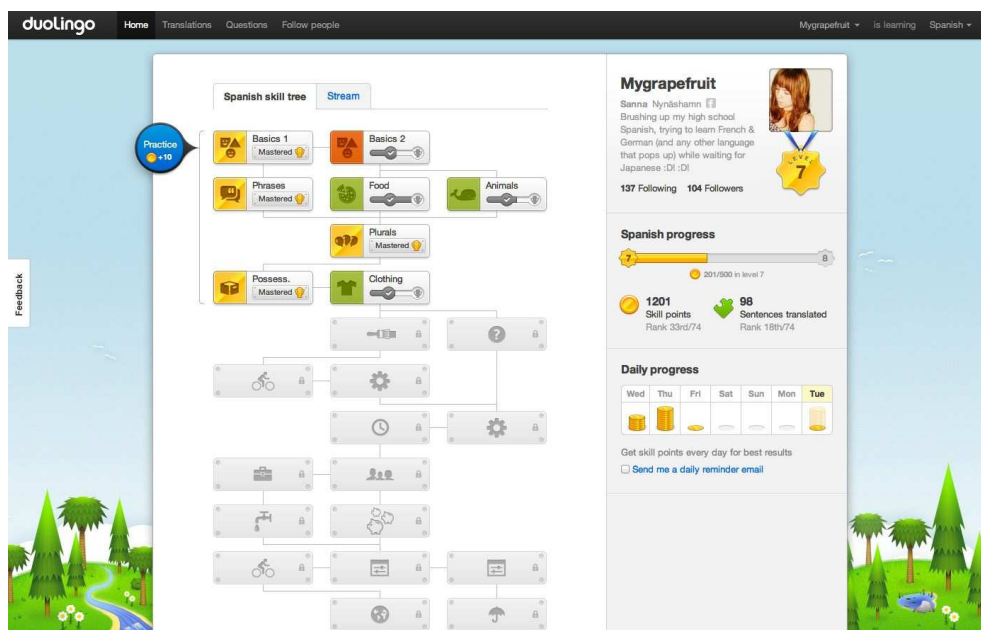 duolingo Home Translations Questions Follow people Mygrapefruit is learning Spanish
Spanish skill tree Stream
Practice
+10
Basics 1
Mastered
Basics 2
Phrases
Mastered
Food
Animals
Plurals
Mastered
Possess.
Mastered
Clothing
Feedback
Mygrapefruit
Sanna Nynäshamn
Brushing up my high school
Spanish, trying to learn French &
German (and any other language
that pops up) while waiting for
Japanese :D! :D!
137 Following 104 Followers
LEVEL
7
Spanish progress
7 8
201/500 in level 7
1201
Skill points
Rank 33rd/74
98
Sentences translated
Rank 18th/74
Daily progress
Wed Thu Fri Sat Sun Mon Tue
Get skill points every day for best results
Send me a daily reminder email